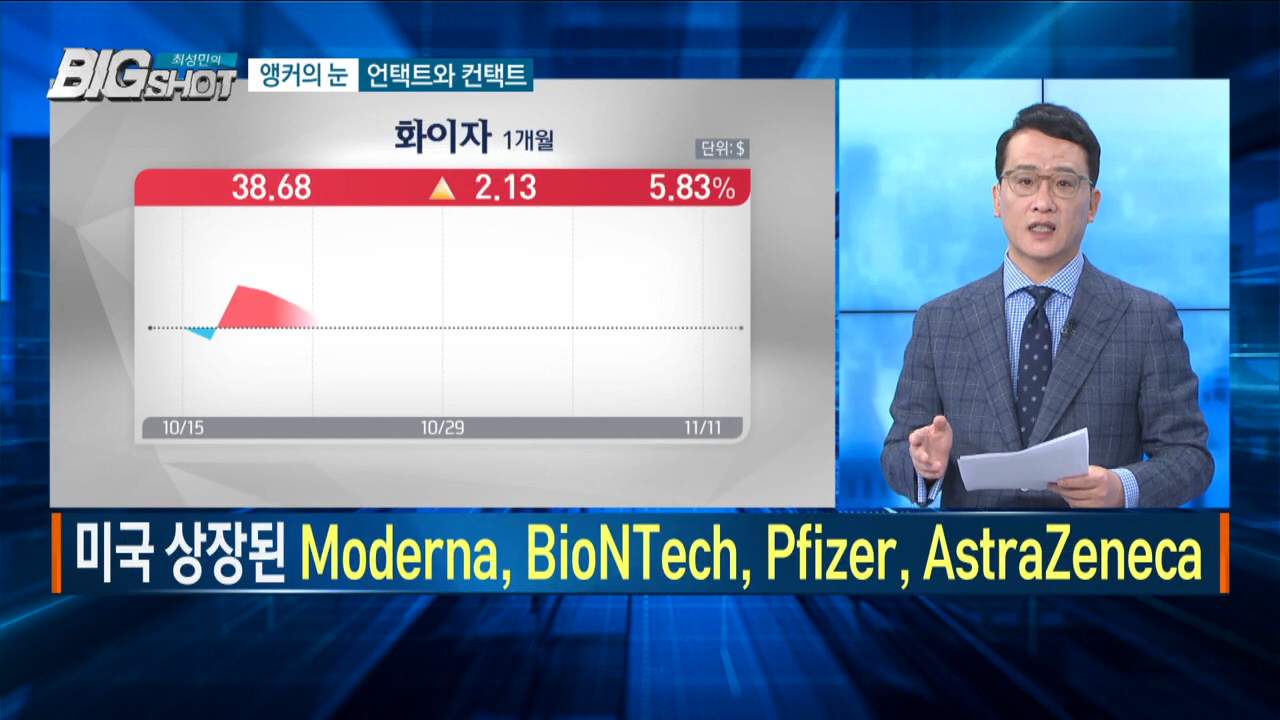 최성민의
BIGSHOT
앵커의 눈 언택트와 컨택트
화이자 1개월
단위: $
38.68 ▲ 2.13 5.83%
10/15 10/29 11/11
미국 상장된 Moderna, BioNTech, Pfizer, AstraZeneca